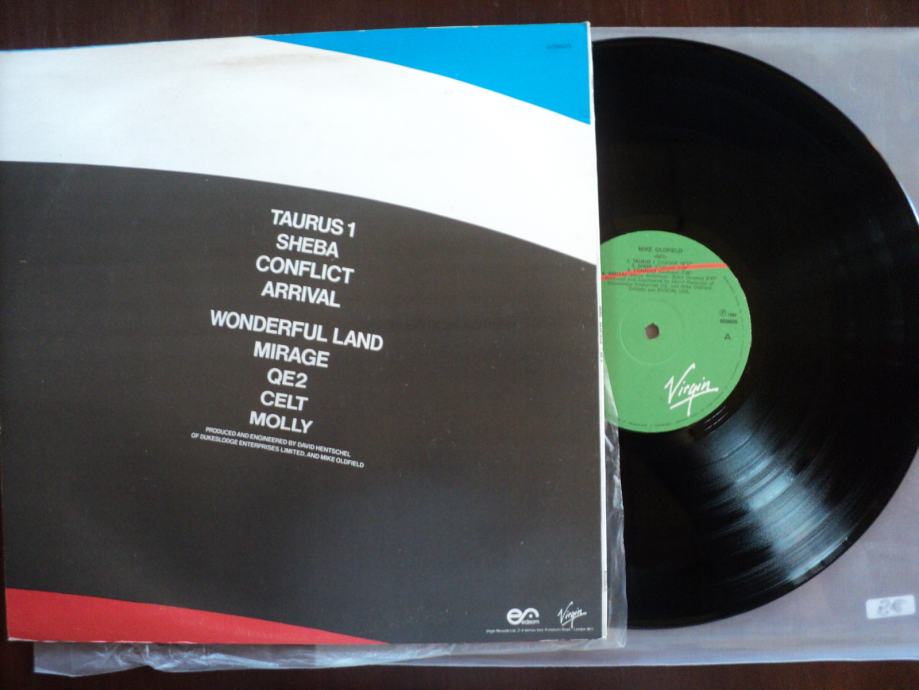 TAURUS 1
SHEBA
CONFLICT
ARRIVAL
WONDERFUL LAND
MIRAGE
QE2
CELT
MOLLY
PRODUCED AND ENGINEERED BY DAVID HENTSCHEL
OF DUKESLODGE ENTERPRISES LIMITED, AND MIKE OLDFIELD
Virgin
MIKE OLDFIELD
A
Virgin